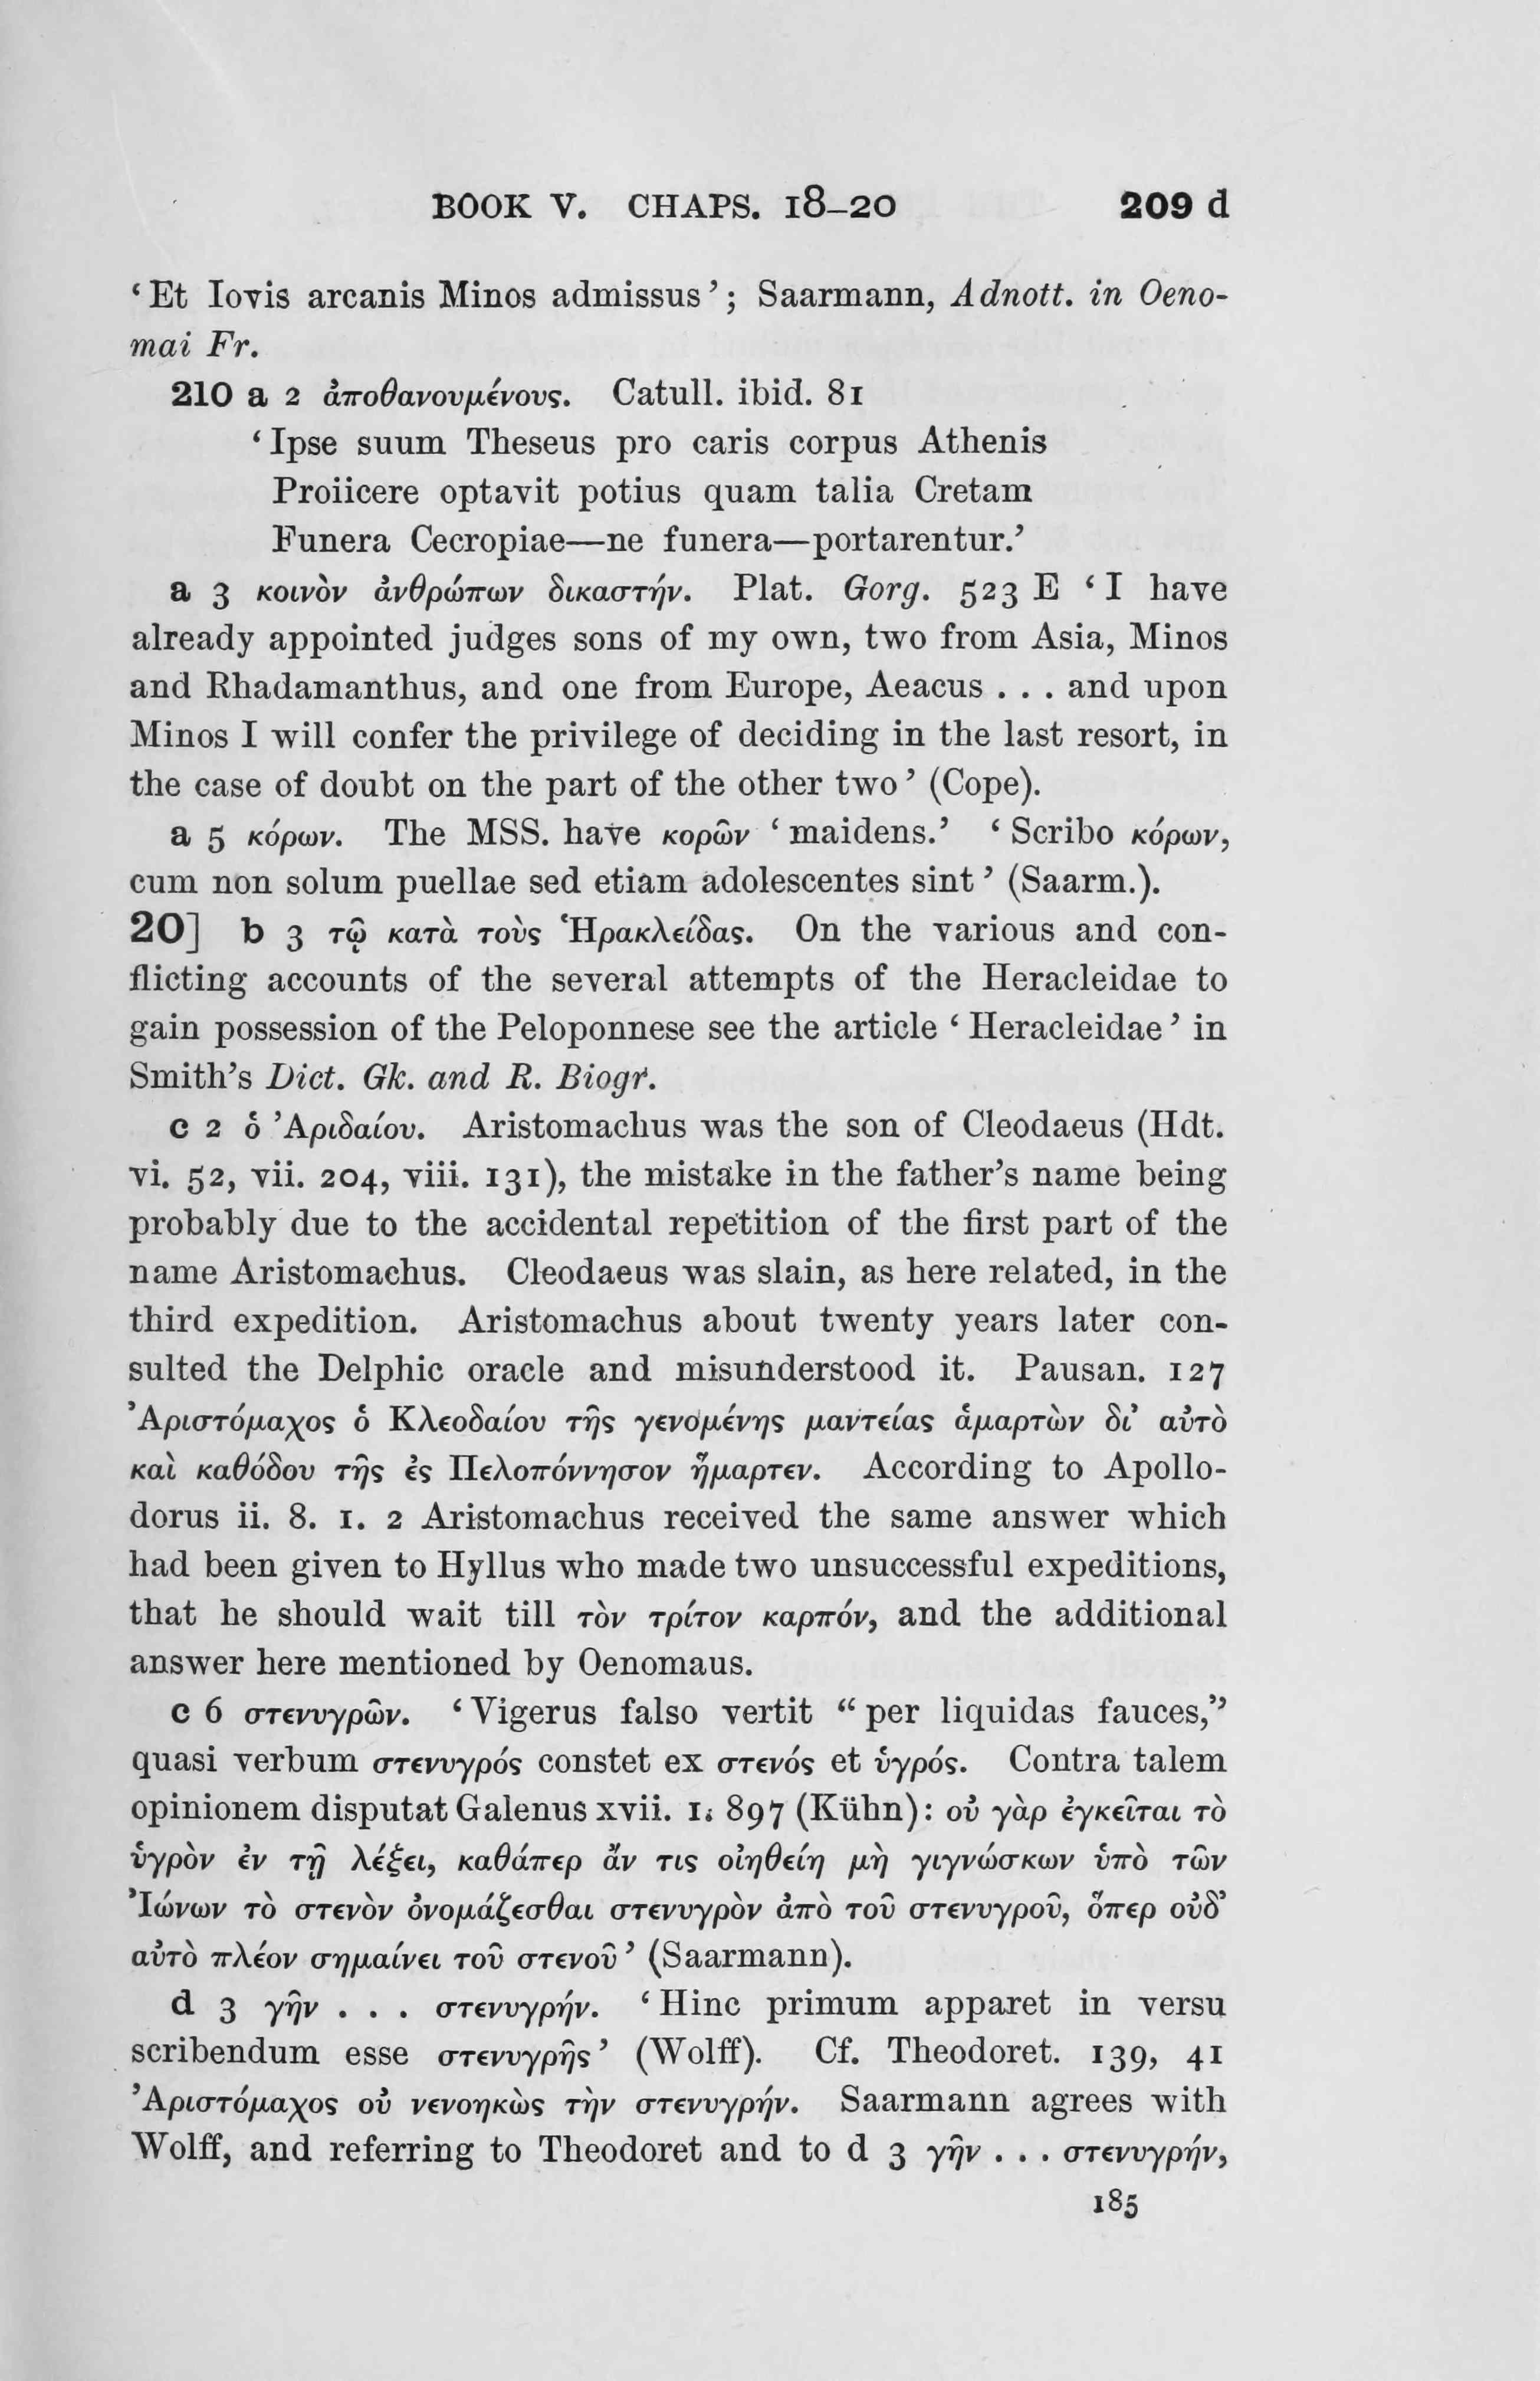 BOOK V. CHAPS. 18–20 209 d
‘Et Iovis arcanis Minos admissus’; Saarmann, Adnott. in Oeno-
mai Fr.
210 a 2 ἀποθανουμένους. Catull. ibid. 81
‘Ipse suum Theseus pro caris corpus Athenis
Proiicere optavit potius quam talia Cretam
Funera Cecropiae—ne funera—portarentur.’
a 3 κοινὸν ἀνθρώπων δικαστήν. Plat. Gorg. 523 E ‘I have
already appointed judges sons of my own, two from Asia, Minos
and Rhadamanthus, and one from Europe, Aeacus . . . and upon
Minos I will confer the privilege of deciding in the last resort, in
the case of doubt on the part of the other two’ (Cope).
a 5 κόρων. The MSS. have κορῶν ‘maidens.’ ‘Scribo κόρων,
cum non solum puellae sed etiam adolescentes sint’ (Saarm.).
20] b 3 τῷ κατὰ τοὺς Ἡρακλείδας. On the various and con-
flicting accounts of the several attempts of the Heracleidae to
gain possession of the Peloponnese see the article ‘Heracleidae’ in
Smith’s Dict. Gk. and R. Biogr.
c 2 ὁ Ἀριδαίου. Aristomachus was the son of Cleodaeus (Hdt.
vi. 52, vii. 204, viii. 131), the mistake in the father’s name being
probably due to the accidental repetition of the first part of the
name Aristomachus. Cleodaeus was slain, as here related, in the
third expedition. Aristomachus about twenty years later con-
sulted the Delphic oracle and misunderstood it. Pausan. 127
Ἀριστόμαχος ὁ Κλεοδαίου τῆς γενομένης μαντείας ἁμαρτὼν δι’ αὐτὸ
καὶ καθόδου τῆς ἐς Πελοπόννησον ἥμαρτεν. According to Apollo-
dorus ii. 8. 1. 2 Aristomachus received the same answer which
had been given to Hyllus who made two unsuccessful expeditions,
that he should wait till τὸν τρίτον καρπόν, and the additional
answer here mentioned by Oenomaus.
c 6 στενυγρῶν. ‘Vigerus falso vertit “per liquidas fauces,”
quasi verbum στενυγρός constet ex στενός et ὑγρός. Contra talem
opinionem disputat Galenus xvii. 1. 897 (Kühn): οὐ γὰρ ἐγκεῖται τὸ
ὑγρὸν ἐν τῇ λέξει, καθάπερ ἄν τις οἰηθείη μὴ γιγνώσκων ὑπὸ τῶν
Ἰώνων τὸ στενὸν ὀνομάζεσθαι στενυγρὸν ἀπὸ τοῦ στενυγροῦ, ὅπερ οὐδ’
αὐτὸ πλέον σημαίνει τοῦ στενοῦ’ (Saarmann).
d 3 γῆν . . . στενυγρήν. ‘Hinc primum apparet in versu
scribendum esse στενυγρῆς’ (Wolff). Cf. Theodoret. 139, 41
Ἀριστόμαχος οὐ νενοηκὼς τὴν στενυγρήν. Saarmann agrees with
Wolff, and referring to Theodoret and to d 3 γῆν . . . στενυγρήν,
185